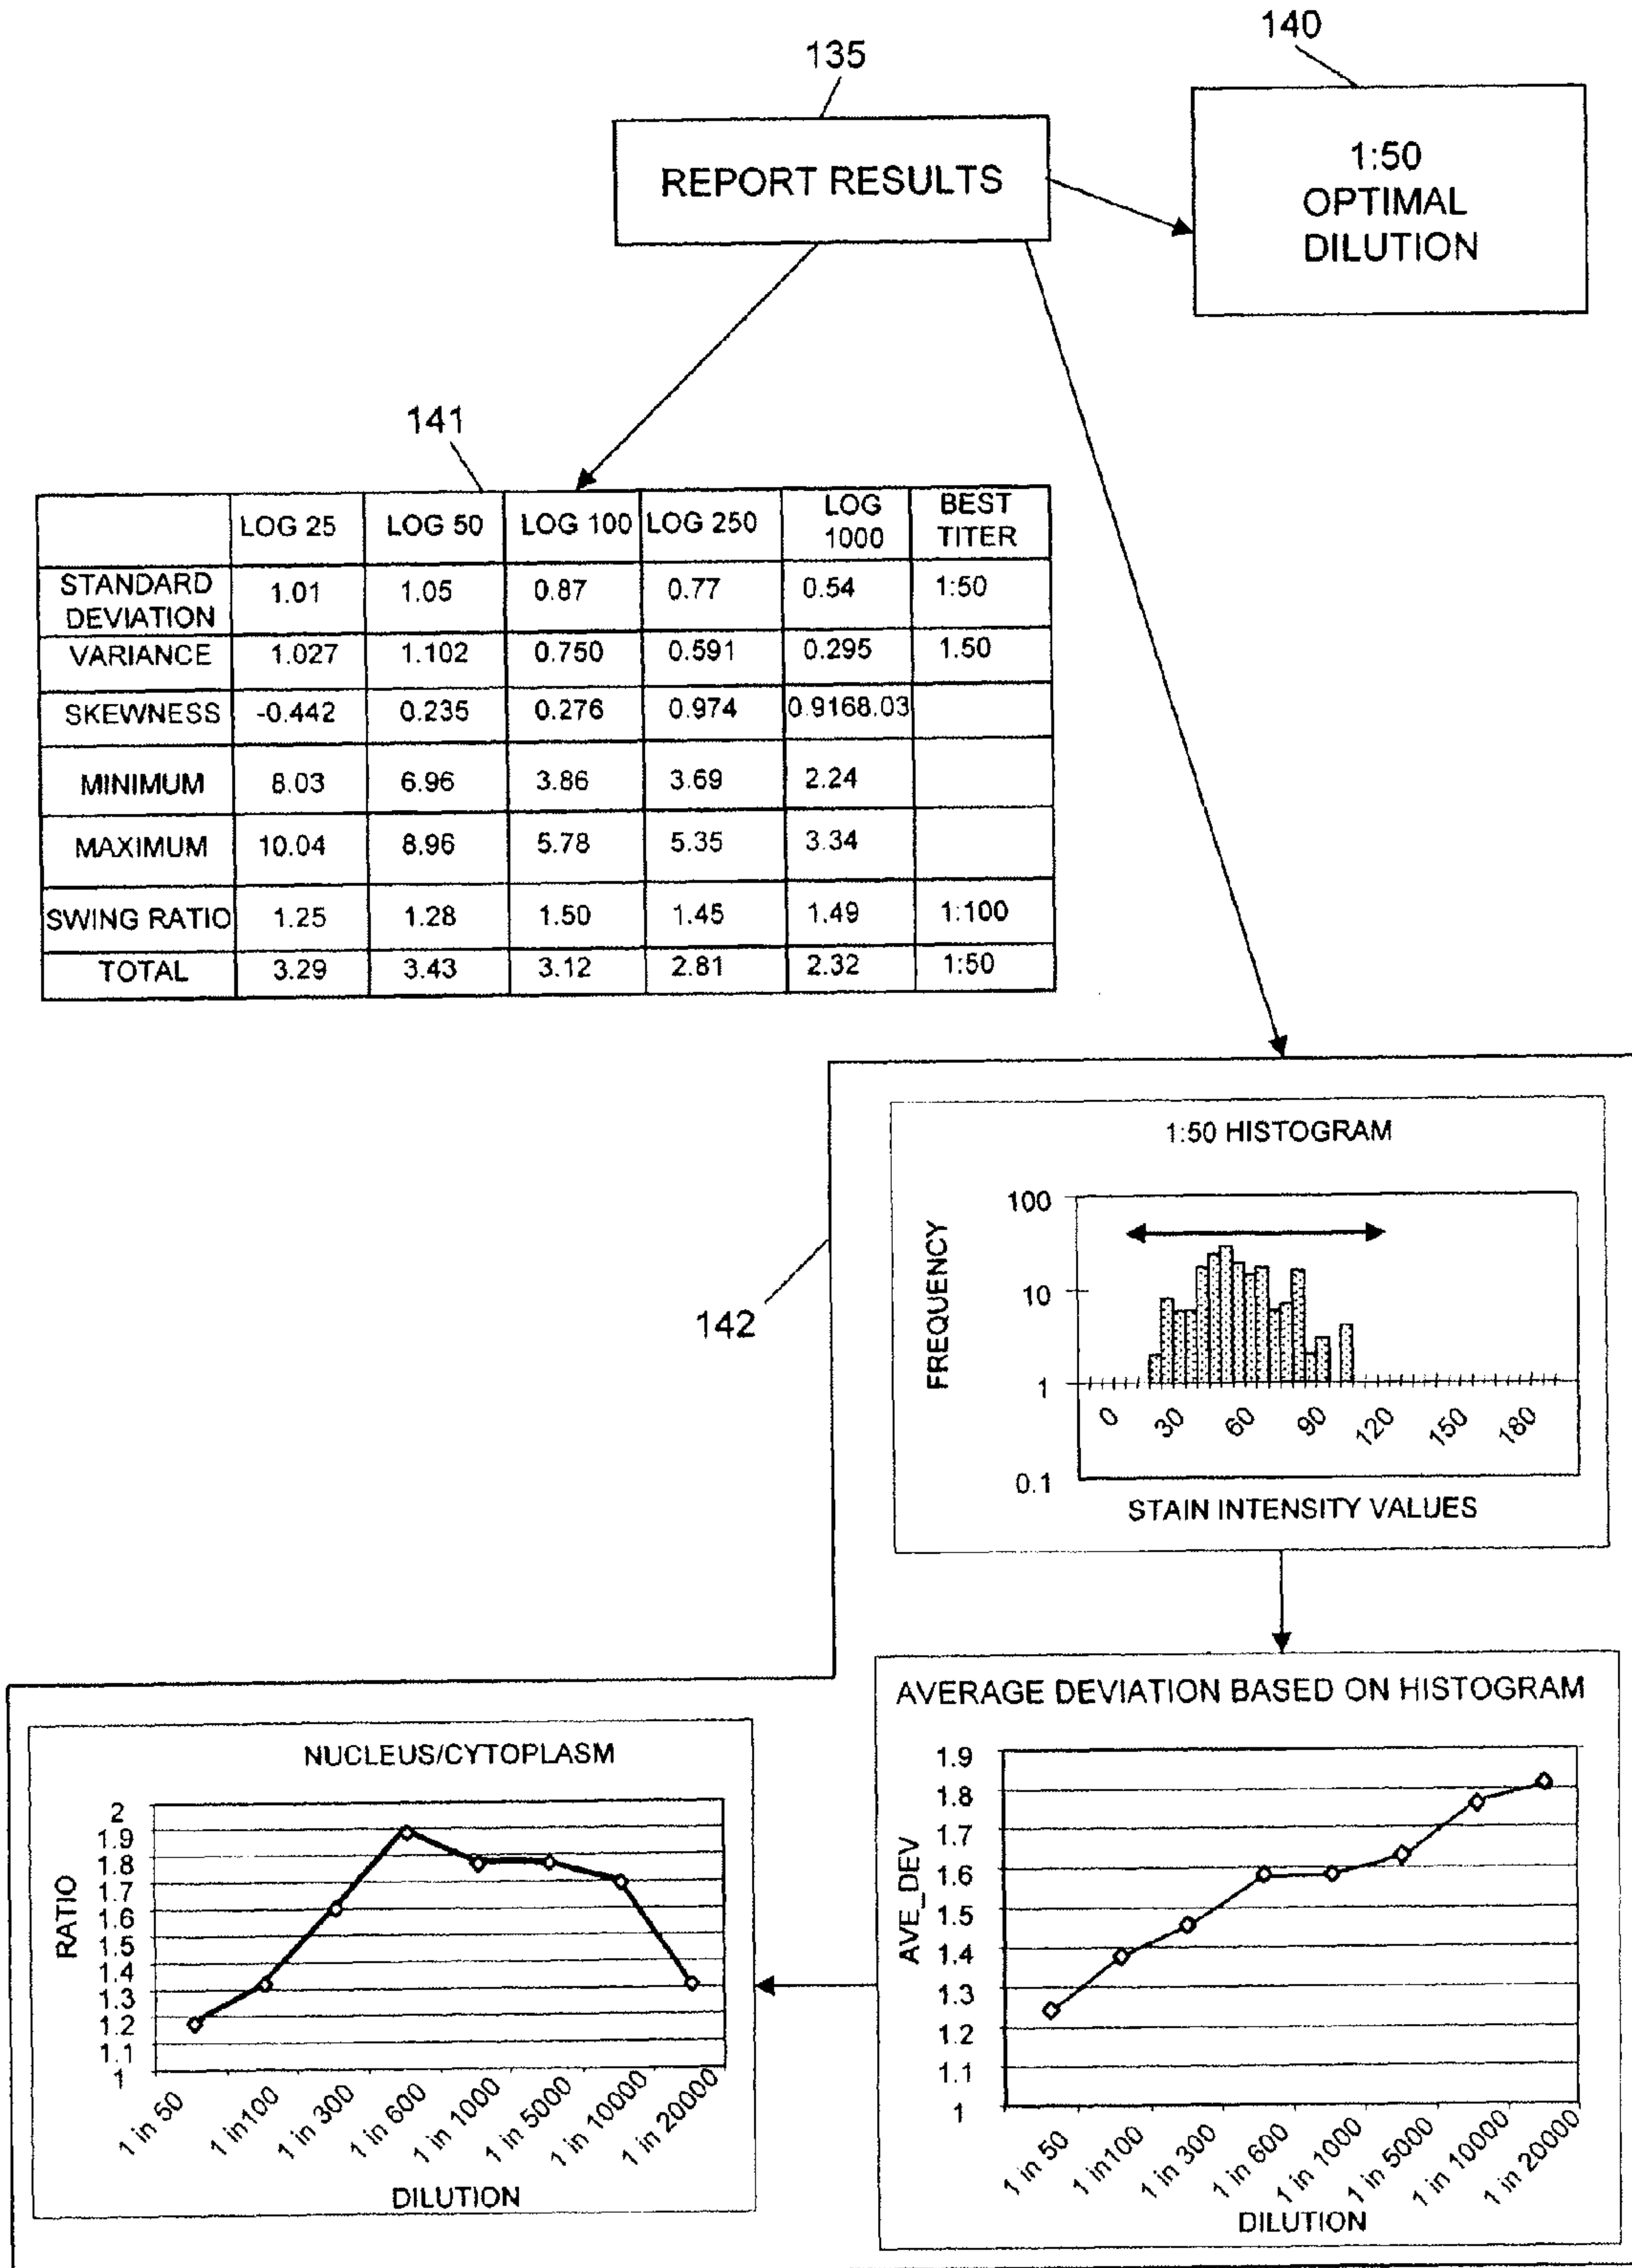 140
135
1:50
OPTIMAL
DILUTION
REPORT RESULTS
141
LOG 25 LOG 50 LOG 100 LOG 250 LOG 1000 BEST TITER
STANDARD DEVIATION 1.01 1.05 0.87 0.77 0.54 1:50
VARIANCE 1.027 1.102 0.750 0.591 0.295 1.50
SKEWNESS -0.442 0.235 0.276 0.974 0.9168.03
MINIMUM 8.03 6.96 3.86 3.69 2.24
MAXIMUM 10.04 8.96 5.78 5.35 3.34
SWING RATIO 1.25 1.28 1.50 1.45 1.49 1:100
TOTAL 3.29 3.43 3.12 2.81 2.32 1:50
142
1:50 HISTOGRAM
FREQUENCY
100
10
1
0.1
0 30 60 90 120 150 180
STAIN INTENSITY VALUES
AVERAGE DEVIATION BASED ON HISTOGRAM
AVE_DEV
1.9
1.8
1.7
1.6
1.5
1.4
1.3
1.2
1.1
1
1 in 50 1 in100 1 in 300 1 in 600 1 in 1000 1 in 5000 1 in 10000 1 in 20000
DILUTION
NUCLEUS/CYTOPLASM
RATIO
2
1.9
1.8
1.7
1.6
1.5
1.4
1.3
1.2
1.1
1
1 in 50 1 in100 1 in 300 1 in 600 1 in 1000 1 in 5000 1 in 10000 1 in 20000
DILUTION